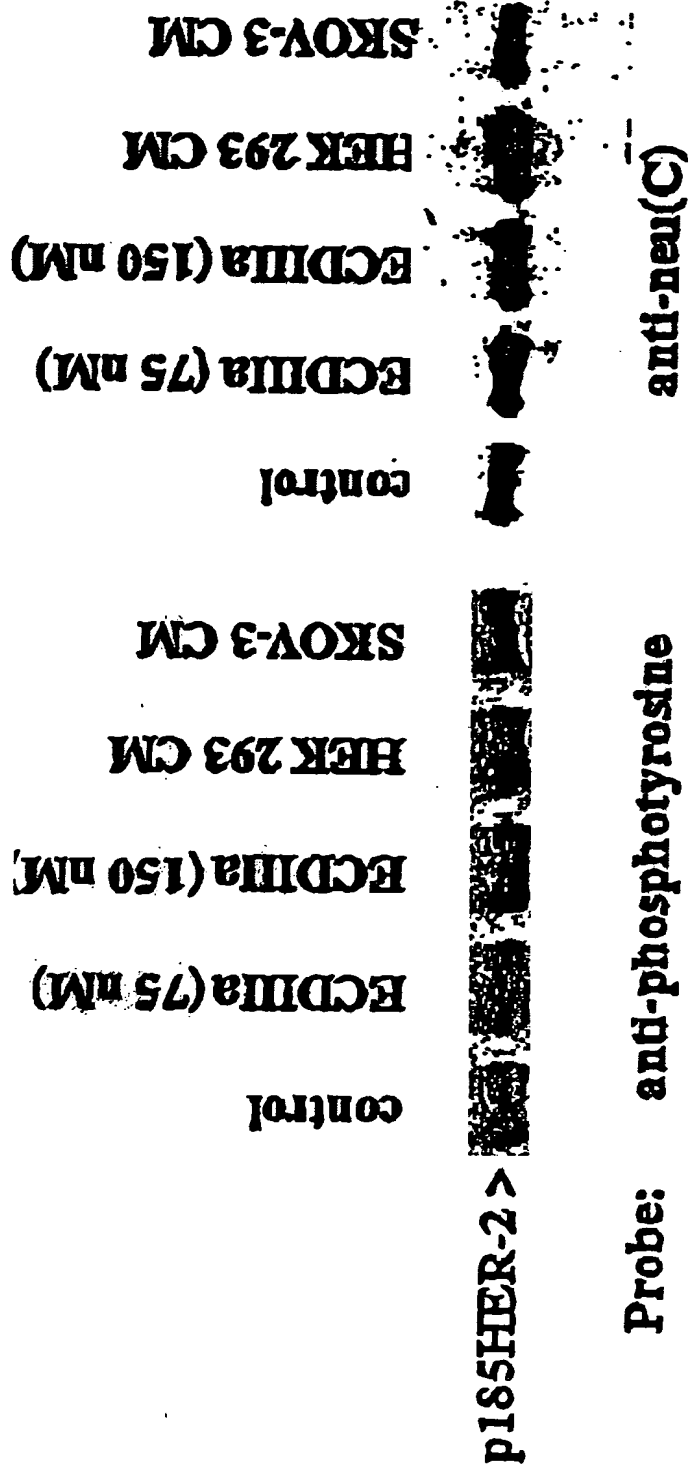 control
ECDIIIa (75 nM)
ECDIIIa (150 nM)
HEK 293 CM
SKOV-3 CM
control
ECDIIIa (75 nM)
ECDIIIa (150 nM)
HEK 293 CM
SKOV-3 CM
p185HER-2 >
Probe: anti-phosphotyrosine anti-neu(C)